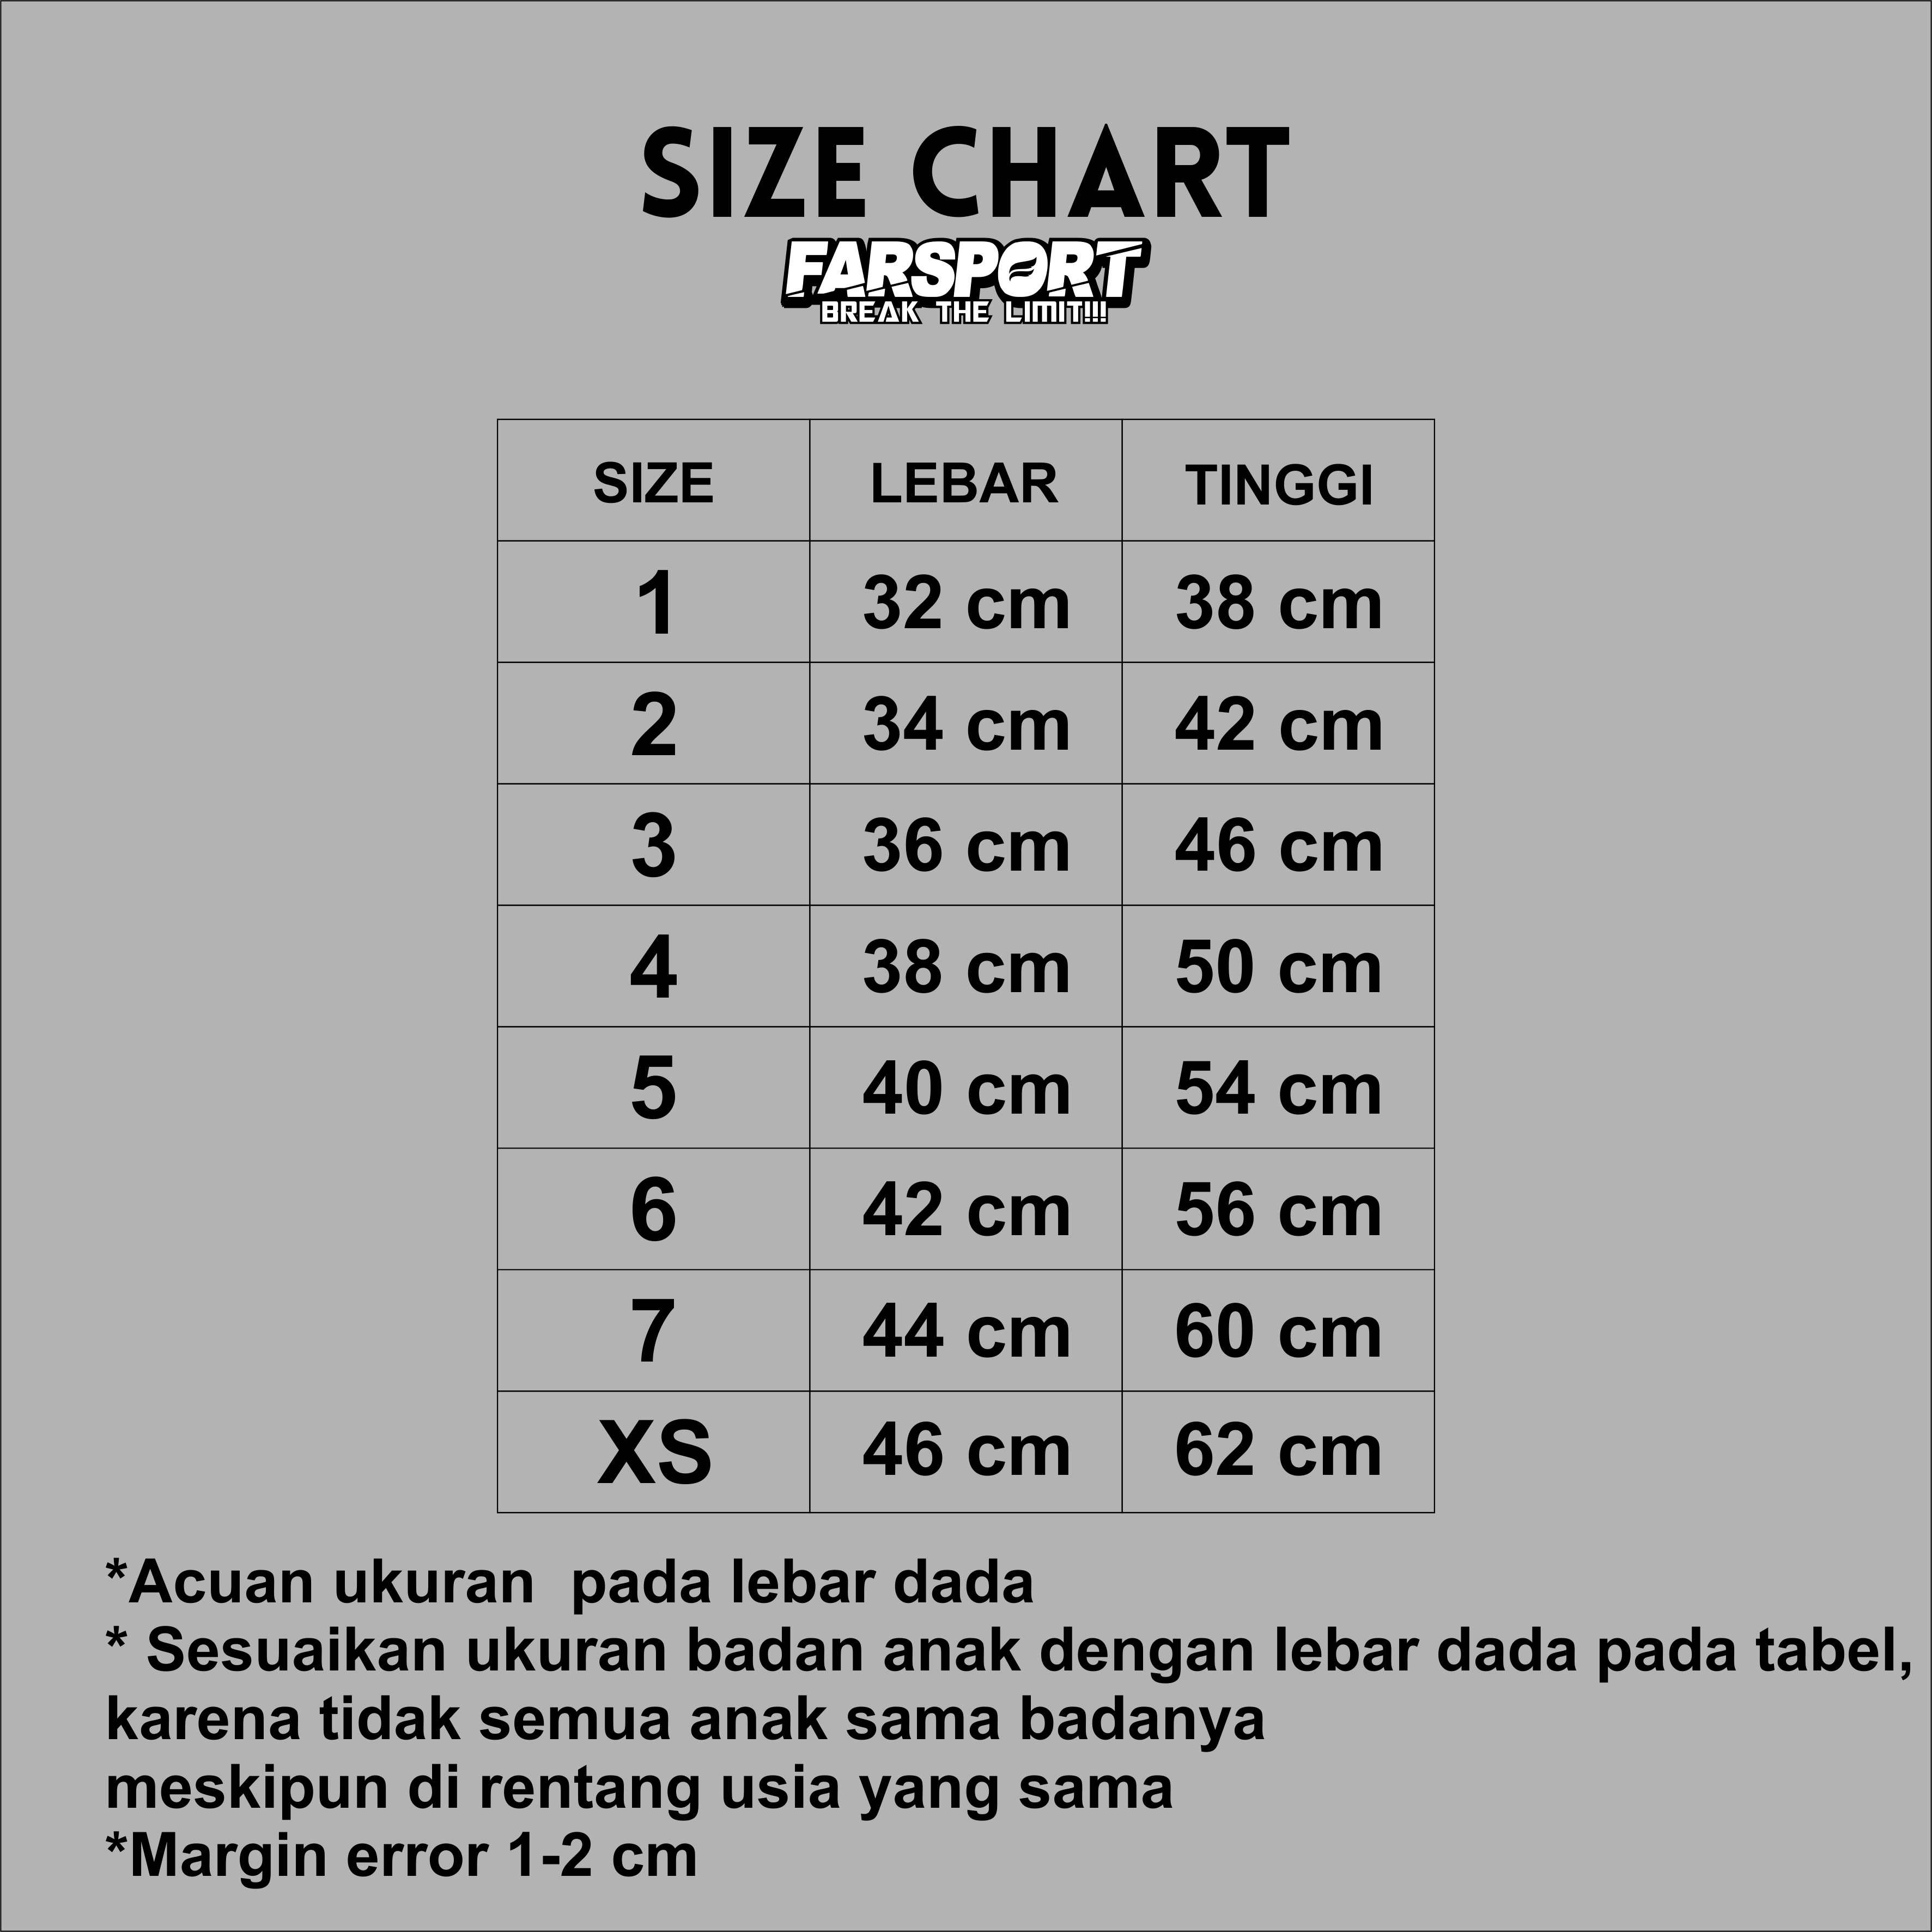 SIZE CHART
FARSPORT
BREAK THE LIMIT!!!!
SIZE LEBAR TINGGI
1 32 cm 38 cm
2 34 cm 42 cm
3 36 cm 46 cm
4 38 cm 50 cm
5 40 cm 54 cm
6 42 cm 56 cm
7 44 cm 60 cm
XS 46 cm 62 cm
*Acuan ukuran pada lebar dada
* Sesuaikan ukuran badan anak dengan lebar dada pada tabel,
karena tidak semua anak sama badanya
meskipun di rentang usia yang sama
*Margin error 1-2 cm